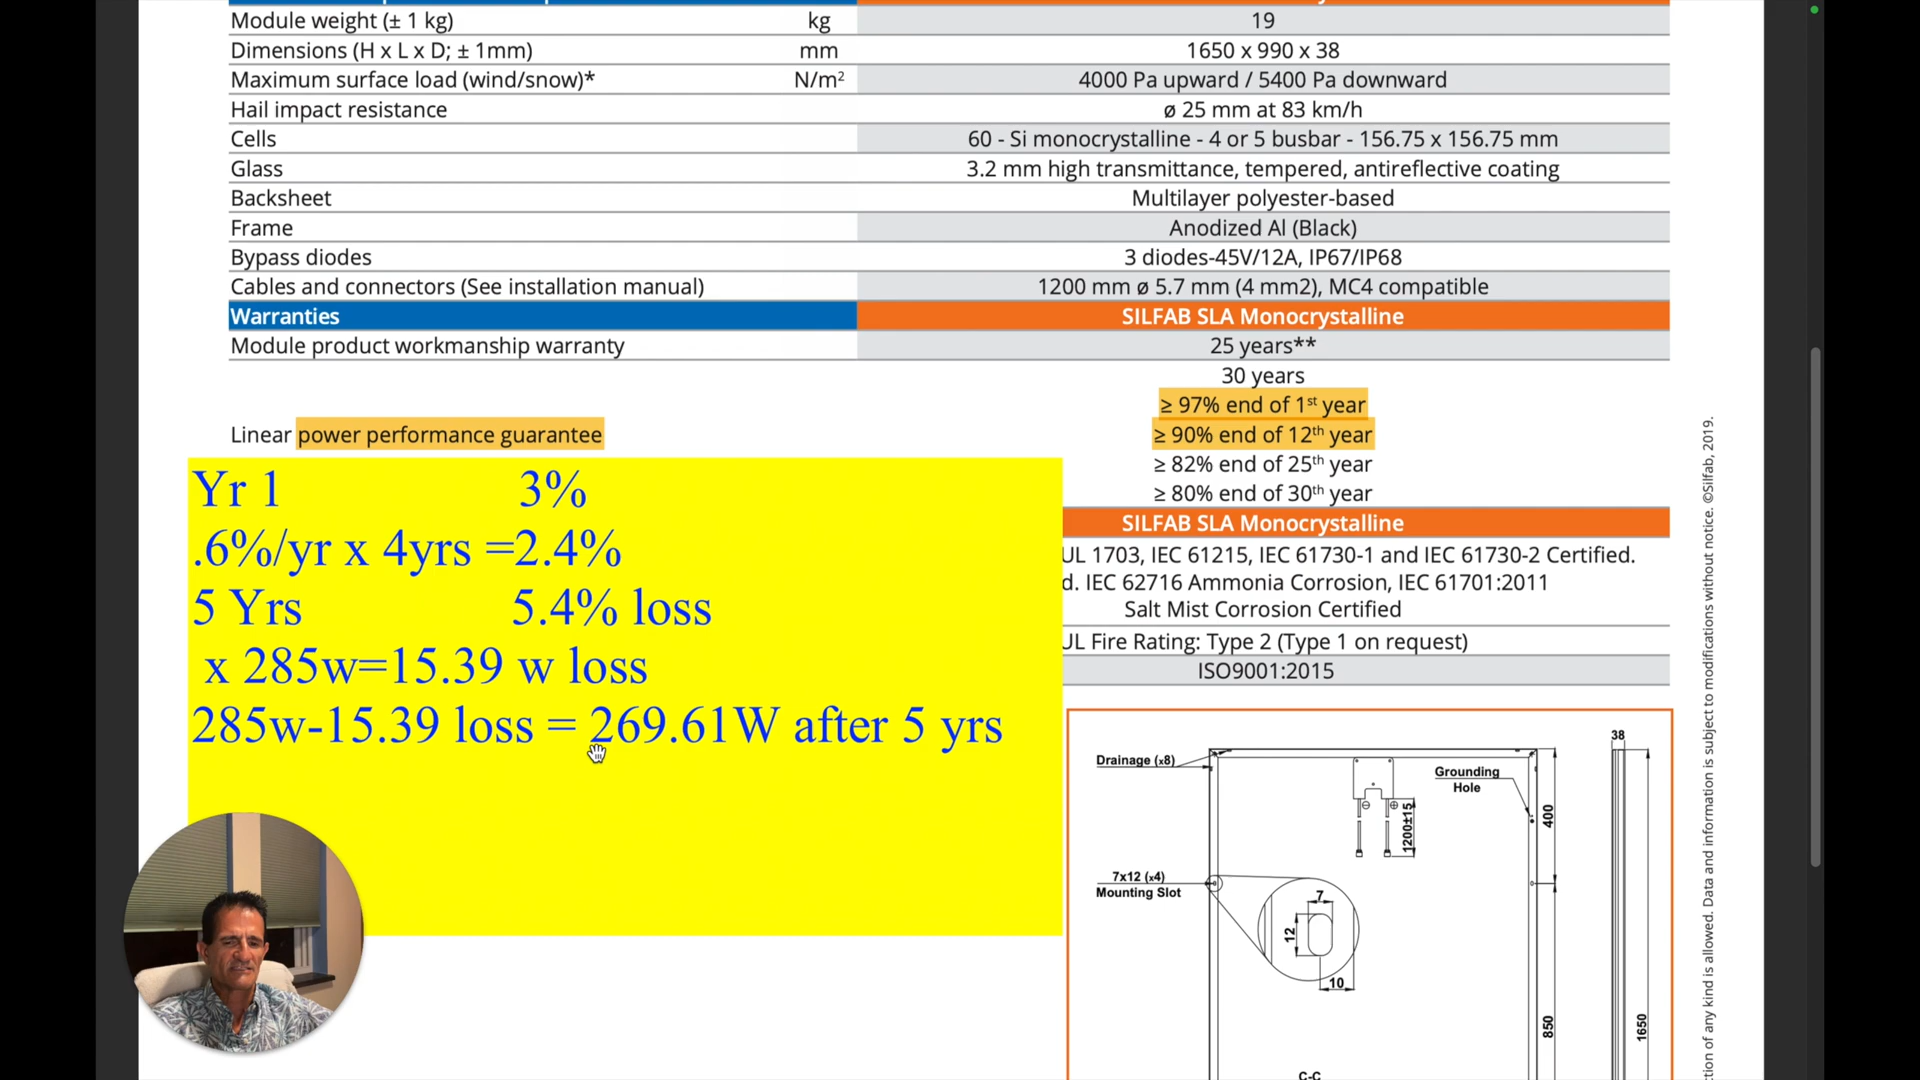 Module weight (± 1 kg) kg 19
Dimensions (H x L x D; ± 1mm) mm 1650 x 990 x 38
Maximum surface load (wind/snow)* N/m² 4000 Pa upward / 5400 Pa downward
Hail impact resistance ø 25 mm at 83 km/h
Cells 60 - Si monocrystalline - 4 or 5 busbar - 156.75 x 156.75 mm
Glass 3.2 mm high transmittance, tempered, antireflective coating
Backsheet Multilayer polyester-based
Frame Anodized Al (Black)
Bypass diodes 3 diodes-45V/12A, IP67/IP68
Cables and connectors (See installation manual) 1200 mm ø 5.7 mm (4 mm2), MC4 compatible
Warranties SILFAB SLA Monocrystalline
Module product workmanship warranty 25 years**
30 years
≥ 97% end of 1st year
Linear power performance guarantee ≥ 90% end of 12th year
≥ 82% end of 25th year
≥ 80% end of 30th year
Yr 1 3%
.6%/yr x 4yrs =2.4%
5 Yrs 5.4% loss
x 285w=15.39 w loss
285w-15.39 loss = 269.61W after 5 yrs
SILFAB SLA Monocrystalline
UL 1703, IEC 61215, IEC 61730-1 and IEC 61730-2 Certified.
d. IEC 62716 Ammonia Corrosion, IEC 61701:2011
Salt Mist Corrosion Certified
UL Fire Rating: Type 2 (Type 1 on request)
ISO9001:2015
Drainage (x8)
Grounding
Hole
1200±15
400
38
7x12 (x4)
Mounting Slot
7
12
10
850
1650
C-C
ction of any kind is allowed. Data and information is subject to modifications without notice. ©Silfab, 2019.